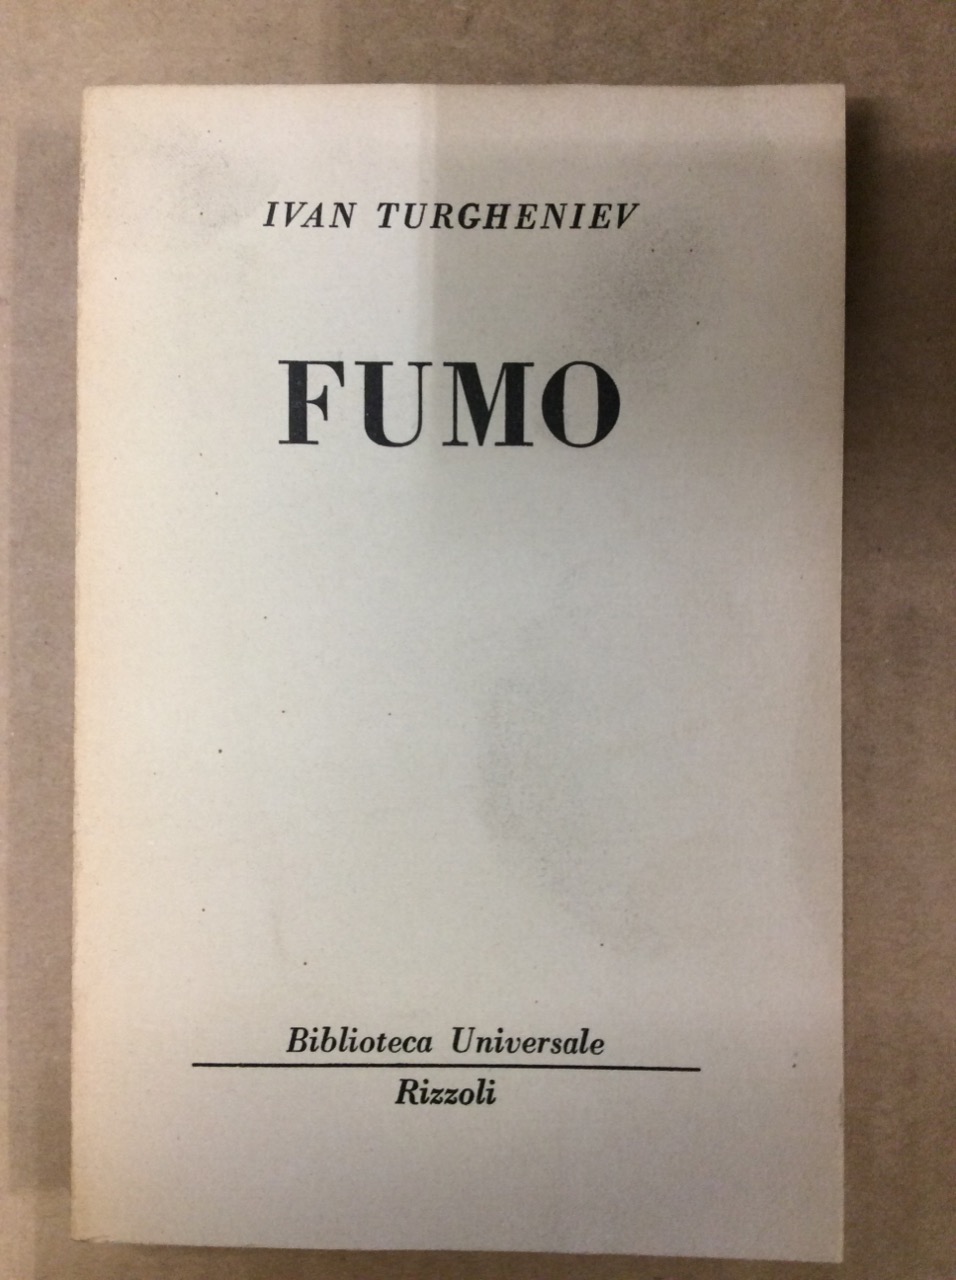 IVAN TURGHENIEV
FUMO
Biblioteca Universale
Rizzoli